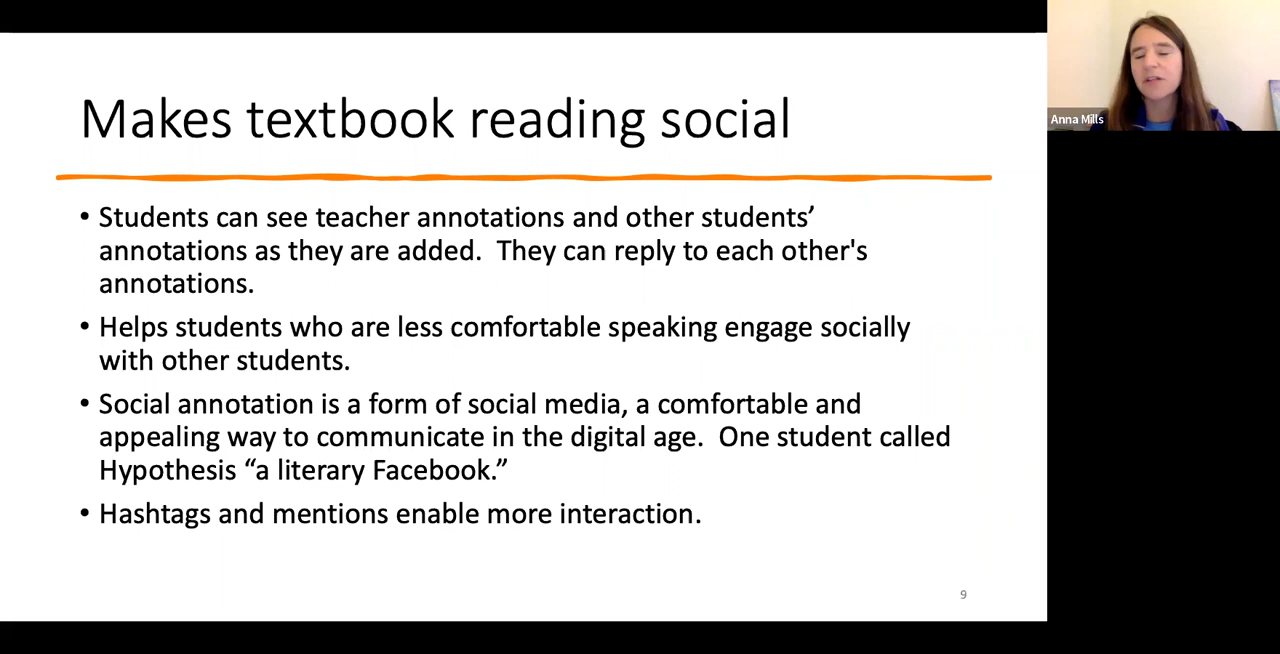 Makes textbook reading social
• Students can see teacher annotations and other students’
annotations as they are added.  They can reply to each other's
annotations.
• Helps students who are less comfortable speaking engage socially
with other students.
• Social annotation is a form of social media, a comfortable and
appealing way to communicate in the digital age.  One student called
Hypothesis “a literary Facebook.”
• Hashtags and mentions enable more interaction.
9
Anna Mills